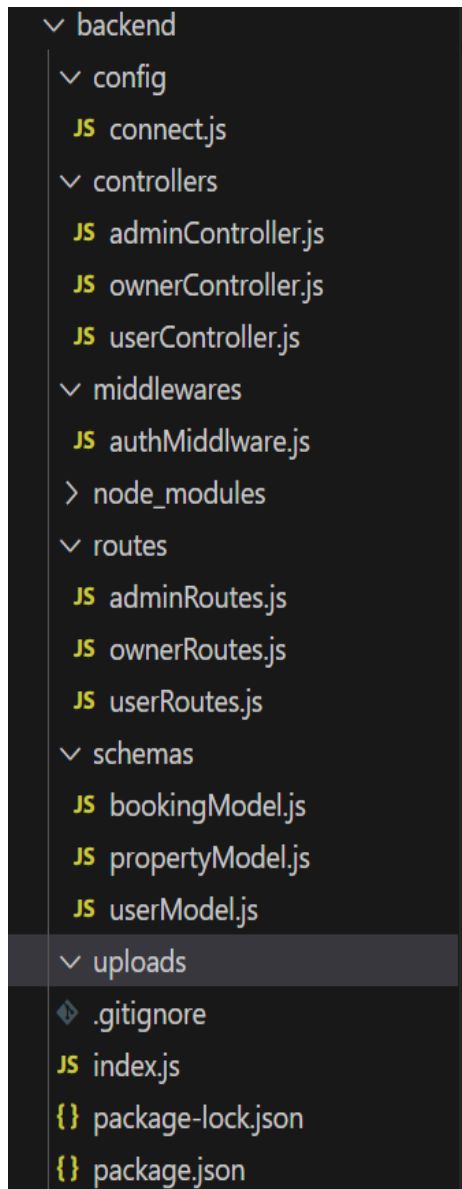 backend
config
JS connect.js
controllers
JS adminController.js
JS ownerController.js
JS userController.js
middlewares
JS authMiddlware.js
node_modules
routes
JS adminRoutes.js
JS ownerRoutes.js
JS userRoutes.js
schemas
JS bookingModel.js
JS propertyModel.js
JS userModel.js
uploads
.gitignore
JS index.js
{} package-lock.json
{} package.json